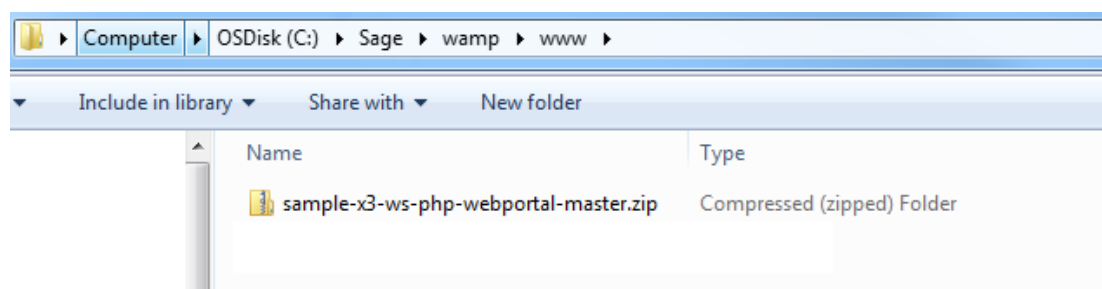 Computer OSDisk (C:) Sage wamp www
Include in library Share with New folder
Name Type
sample-x3-ws-php-webportal-master.zip Compressed (zipped) Folder